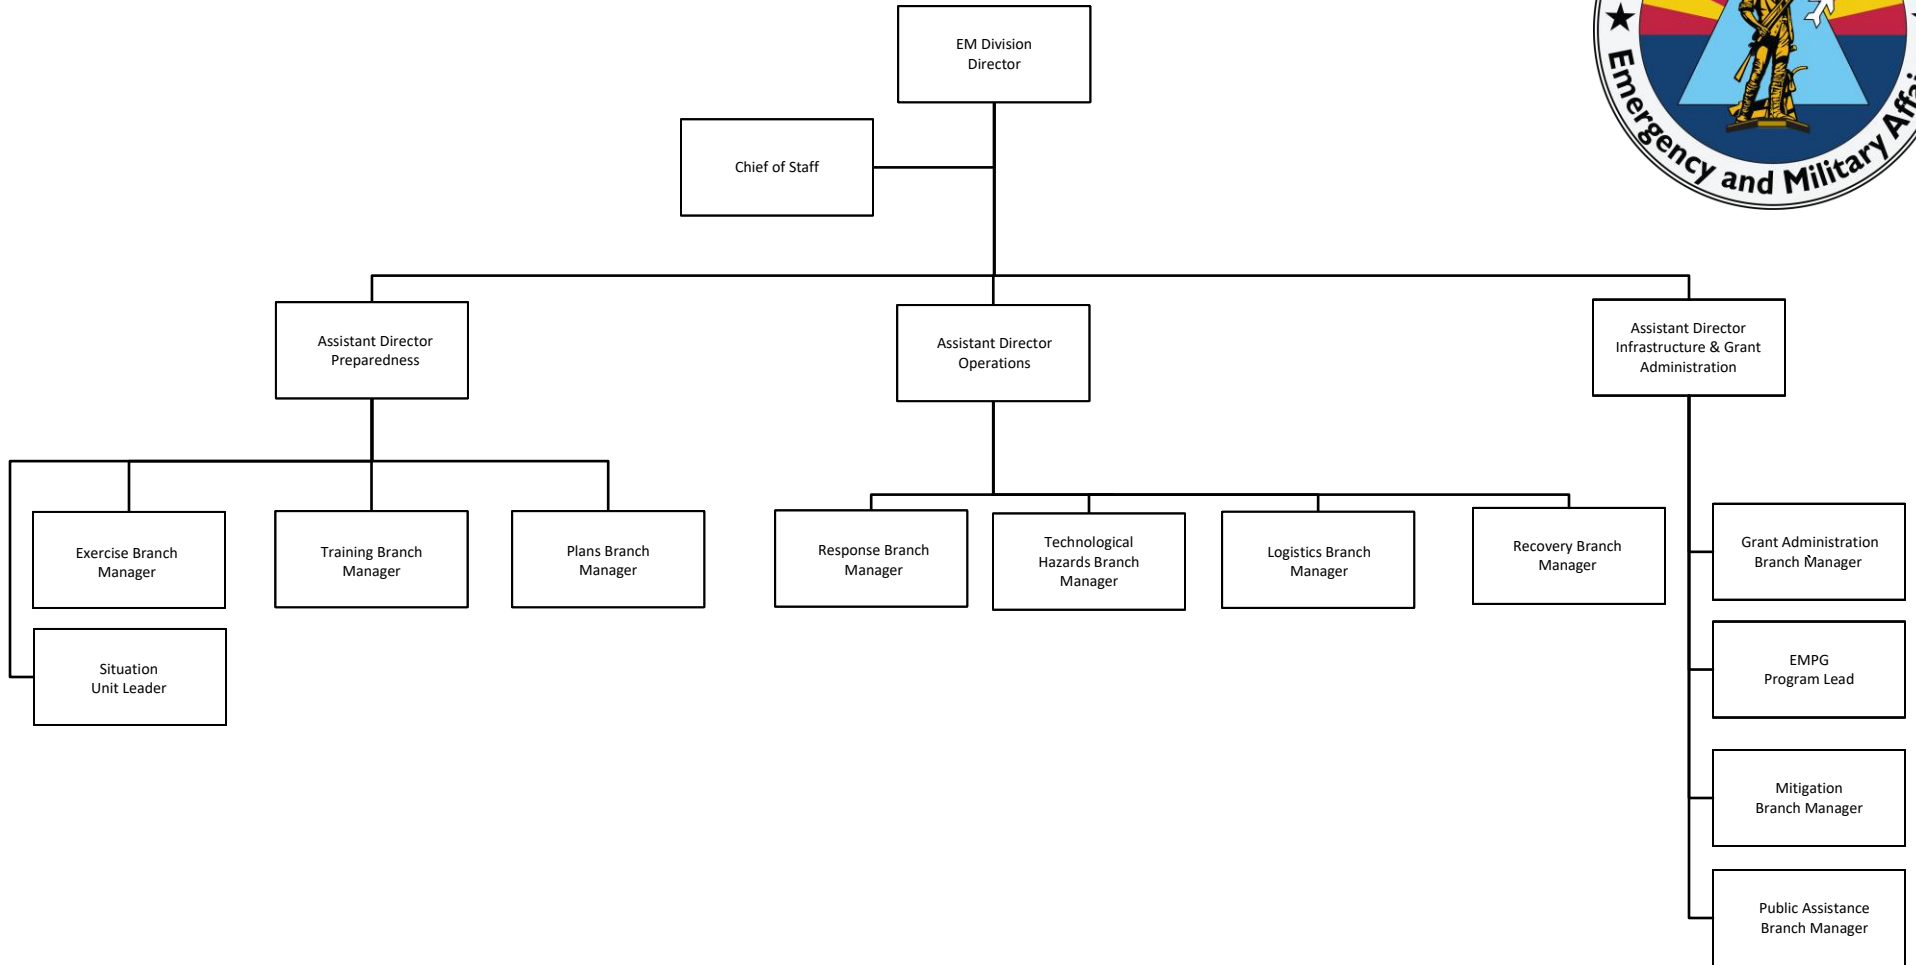 EM Division
Director
Emergency and Military
Chief of Staff
Assistant Director
Preparedness
Assistant Director
Operations
Assistant Director
Infrastructure & Grant
Administration
Exercise Branch
Manager
Training Branch
Manager
Plans Branch
Manager
Response Branch
Manager
Technological
Hazards Branch
Manager
Logistics Branch
Manager
Recovery Branch
Manager
Grant Administration
Branch Manager
Situation
Unit Leader
EMPG
Program Lead
Mitigation
Branch Manager
Public Assistance
Branch Manager